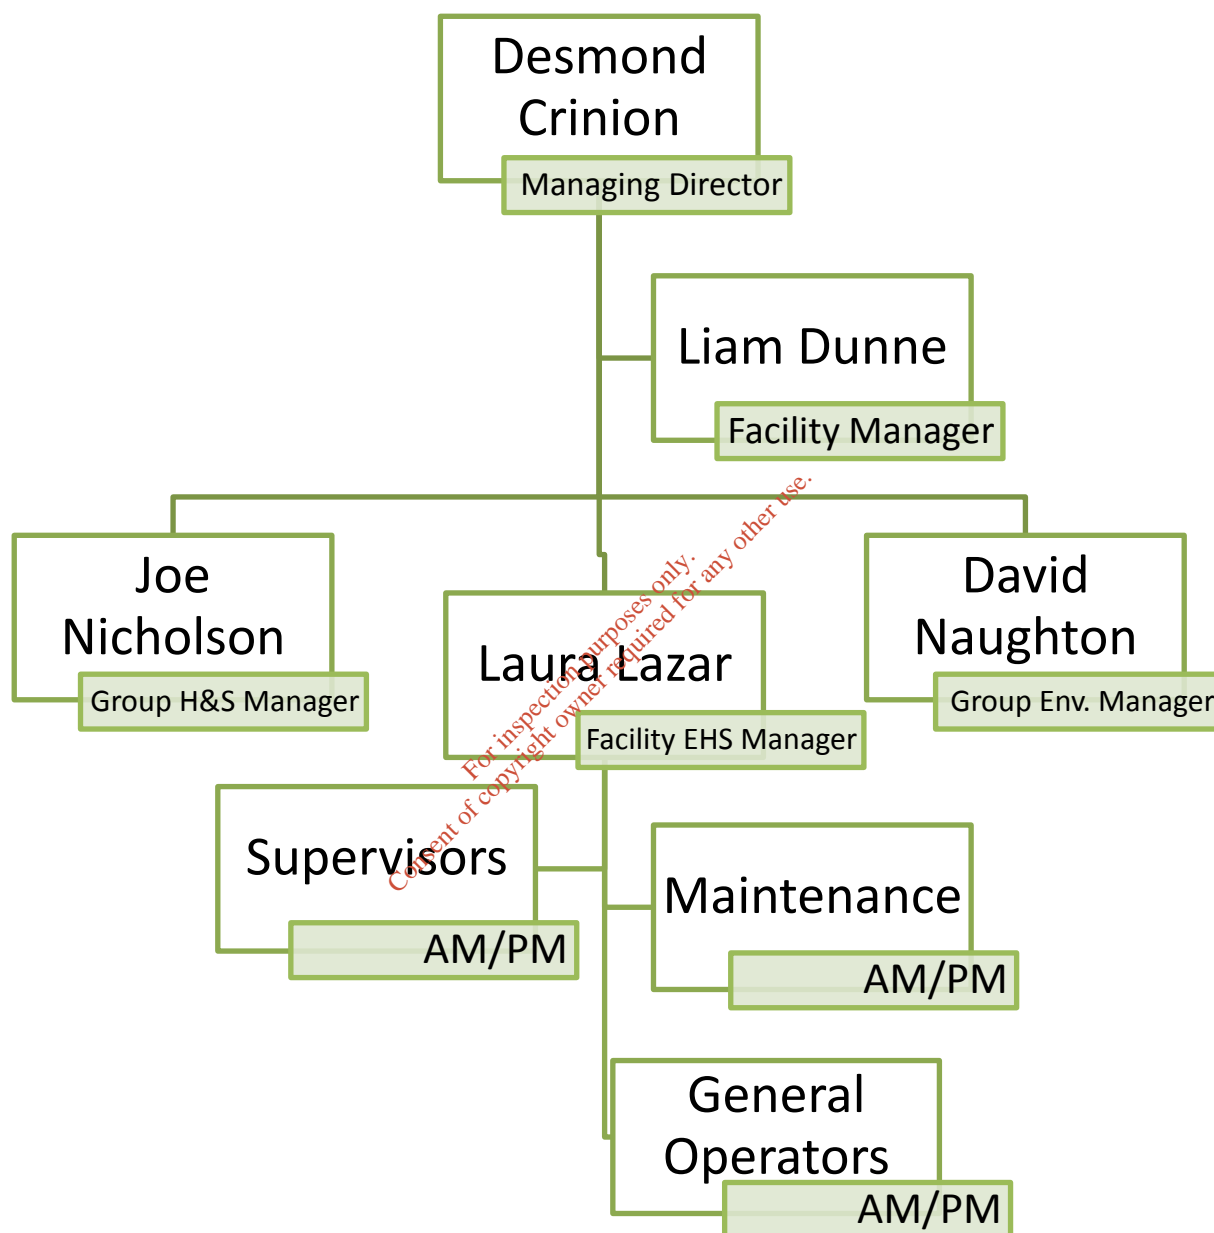 Desmond
Crinion
Managing Director
Liam Dunne
Facility Manager
Joe
Nicholson
Group H&S Manager
Laura Lazar
Facility EHS Manager
David
Naughton
Group Env. Manager
For inspection purposes only.
Consent of copyright owner required for any other use.
Supervisors
AM/PM
Maintenance
AM/PM
General
Operators
AM/PM